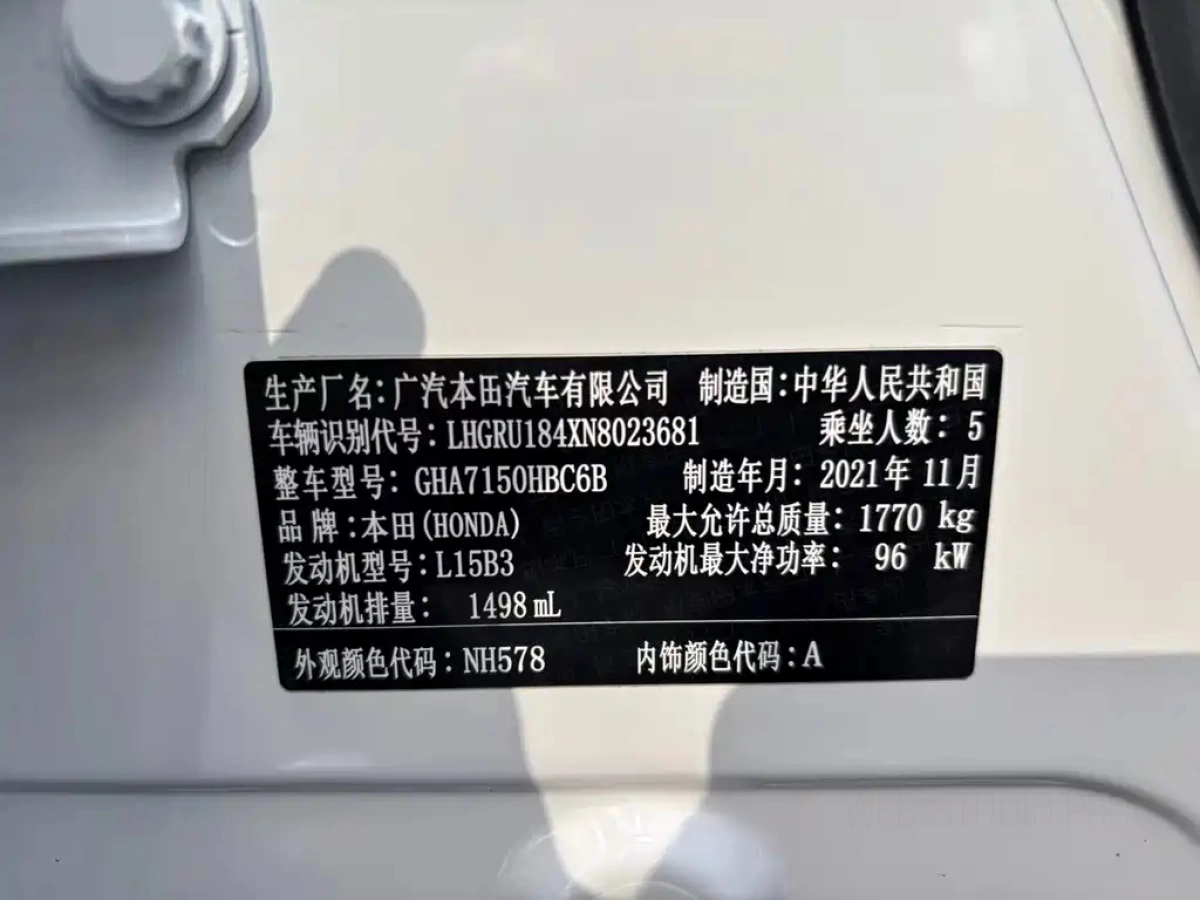 生产厂名:广汽本田汽车有限公司 制造国:中华人民共和国
车辆识别代号:LHGRU184XN8023681 乘坐人数:5
整车型号:GHA7150HBC6B 制造年月:2021年11月
品牌:本田(HONDA) 最大允许总质量:1770 kg
发动机型号:L15B3 发动机最大净功率:96 kW
发动机排量:1498mL
外观颜色代码:NH578 内饰颜色代码:A